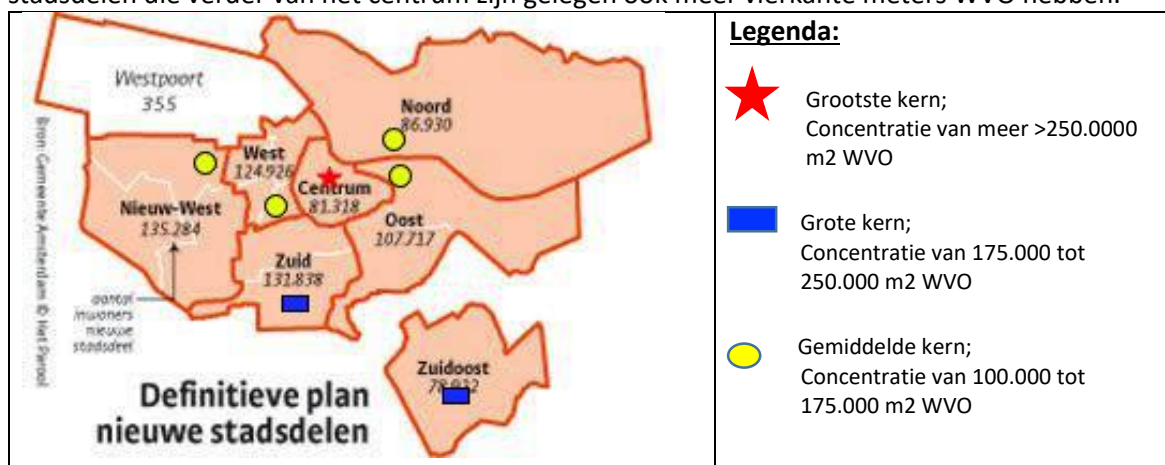 stadsdelen die verder van het centrum zijn gelegen ook meer vierkante meters WVO hebben.
Westpoort
355
Noord
86.930
West
124.926
Centrum
81.318
Nieuw-West
135.284
Oost
107.717
Zuid
131.838
aantal
inwoners
nieuwe
stadsdeel
Zuidoost
Definitieve plan
nieuwe stadsdelen
Bron: Gemeente Amsterdam © Het Parool
Legenda:
Grootste kern;
Concentratie van meer >250.0000
m2 WVO
Grote kern;
Concentratie van 175.000 tot
250.000 m2 WVO
Gemiddelde kern;
Concentratie van 100.000 tot
175.000 m2 WVO